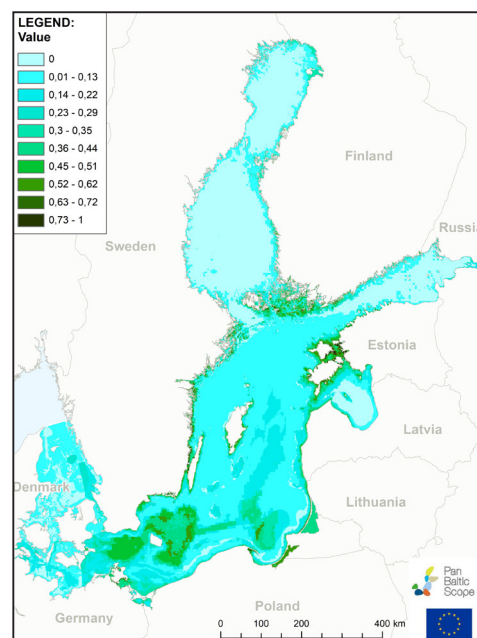 LEGEND:
Value
0
0,01 - 0,13
0,14 - 0,22
0,23 - 0,29
0,3 - 0,35
0,36 - 0,44
0,45 - 0,51
0,52 - 0,62
0,63 - 0,72
0,73 - 1
Finland
Sweden
Russia
Estonia
Latvia
Denmark
Lithuania
Germany
Poland
0 100 200 400 km
Pan
Baltic
Scope